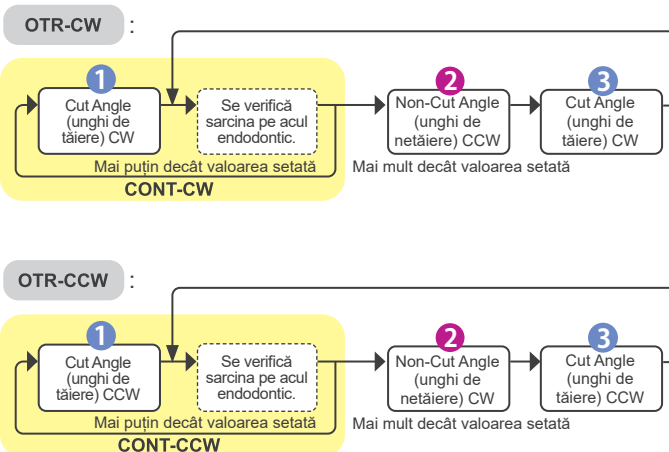 OTR-CW :
1
Cut Angle
(unghi de
tăiere) CW
Se verifică
sarcina pe acul
endodontic.
2
Non-Cut Angle
(unghi de
netăiere) CCW
3
Cut Angle
(unghi de
tăiere) CW
Mai puțin decât valoarea setată
Mai mult decât valoarea setată
CONT-CW
OTR-CCW :
1
Cut Angle
(unghi de
tăiere) CCW
Se verifică
sarcina pe acul
endodontic.
2
Non-Cut Angle
(unghi de
netăiere) CW
3
Cut Angle
(unghi de
tăiere) CCW
Mai puțin decât valoarea setată
Mai mult decât valoarea setată
CONT-CCW